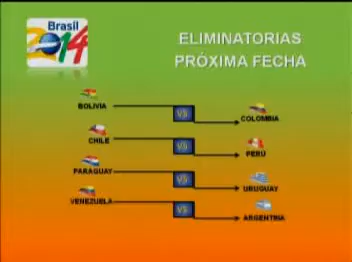 Brasil
2014
ELIMINATORIAS
PRÓXIMA FECHA
BOLIVIA VS COLOMBIA
CHILE VS PERÚ
PARAGUAY VS URUGUAY
VENEZUELA VS ARGENTINA